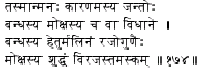 तस्मान्मनः कारणमस्य जन्तोः
बन्धस्य मोक्षस्य च वा विधाने ।
बन्धस्य हेतुर्मलिनं रजोगुणैः
मोक्षस्य शुद्धं विरजस्तमस्कम् ॥१७४॥